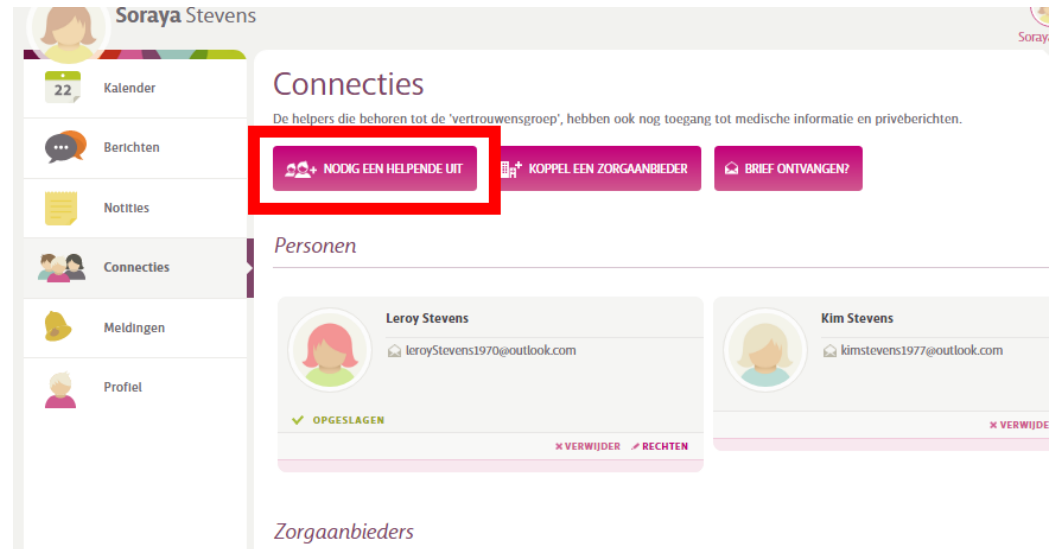 Soraya Stevens
Soraya
22
Kalender
Berichten
Notities
Connecties
Meldingen
Profiel
Connecties
De helpers die behoren tot de 'vertrouwensgroep', hebben ook nog toegang tot medische informatie en privéberichten.
NODIG EEN HELPENDE UIT
KOPPEL EEN ZORGAANBIEDER
BRIEF ONTVANGEN?
Personen
Leroy Stevens
leroyStevens1970@outlook.com
OPGESLAGEN
VERWIJDER RECHTEN
Kim Stevens
kimstevens1977@outlook.com
VERWIJDE
Zorgaanbieders